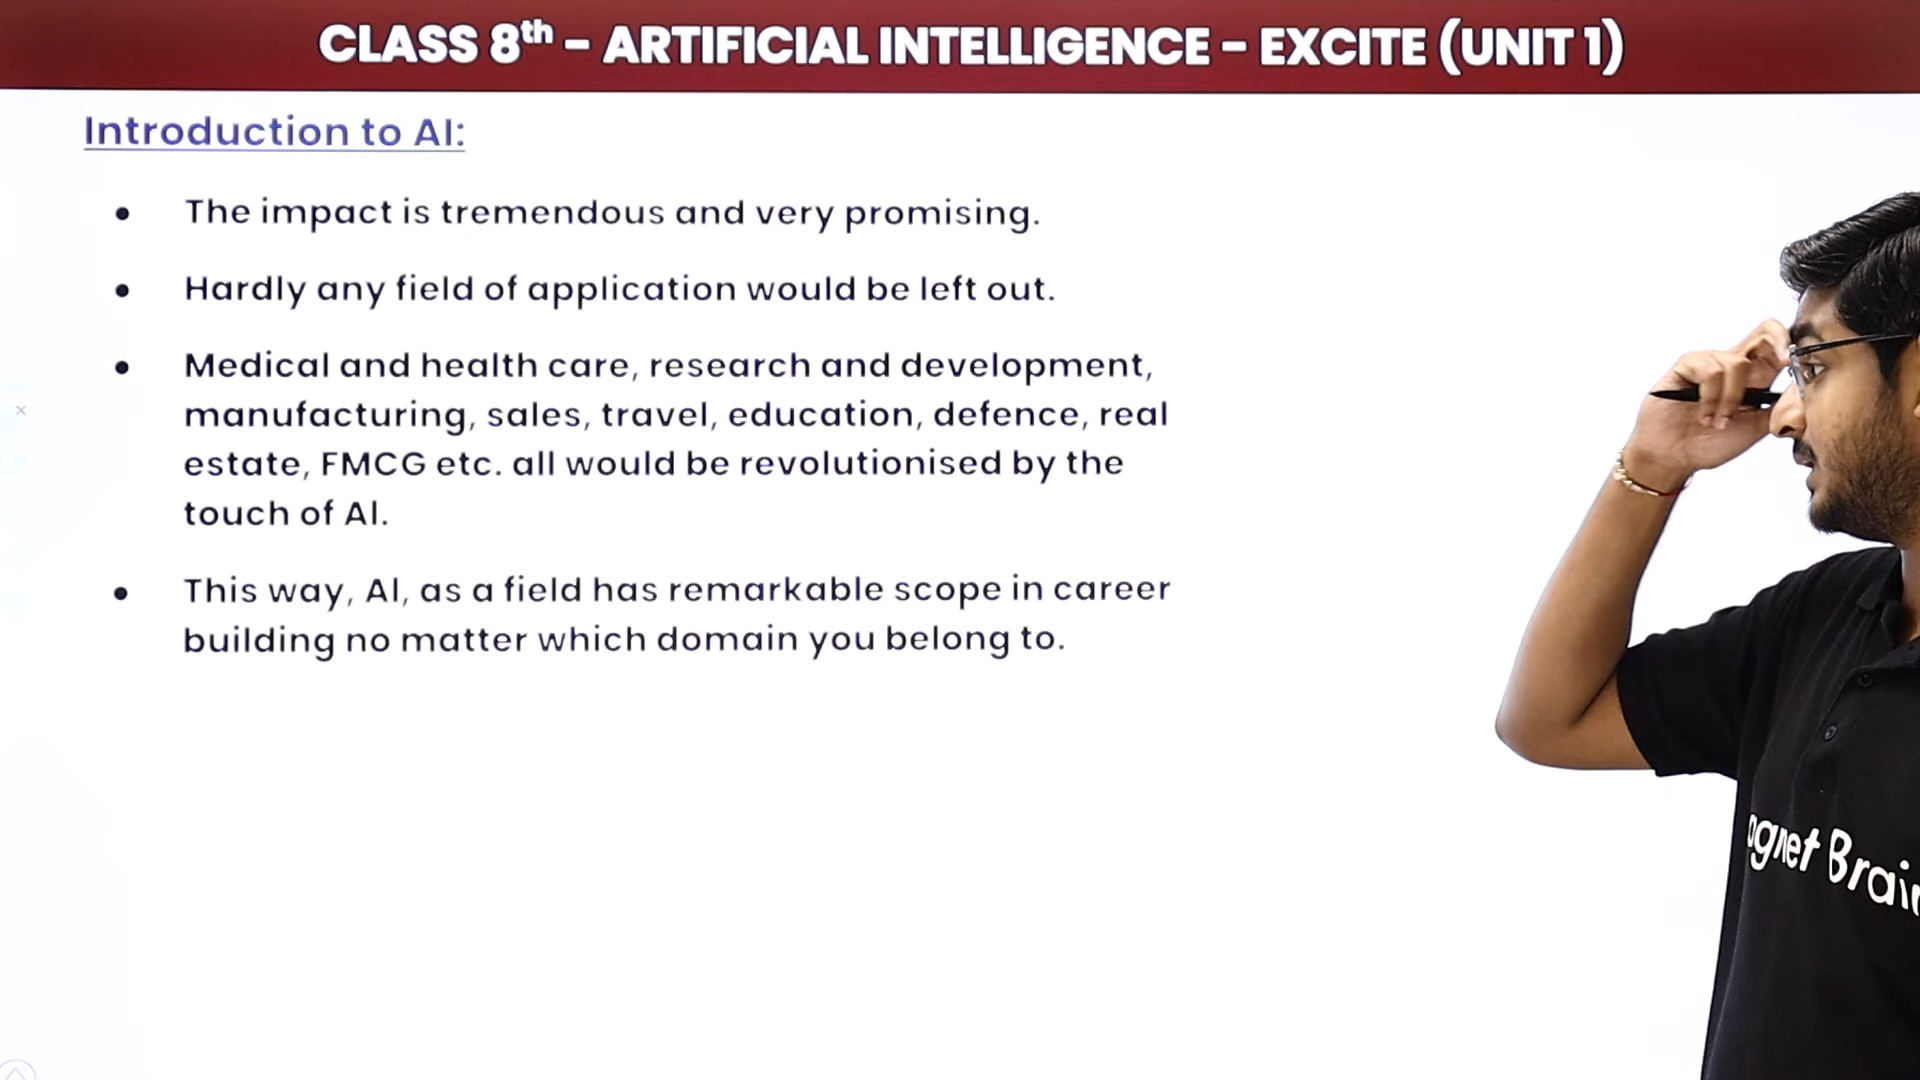 CLASS 8th – ARTIFICIAL INTELLIGENCE – EXCITE (UNIT 1)
Introduction to AI:
• The impact is tremendous and very promising.
• Hardly any field of application would be left out.
• Medical and health care, research and development,
manufacturing, sales, travel, education, defence, real
estate, FMCG etc. all would be revolutionised by the
touch of AI.
• This way, AI, as a field has remarkable scope in career
building no matter which domain you belong to.
agnet Brain